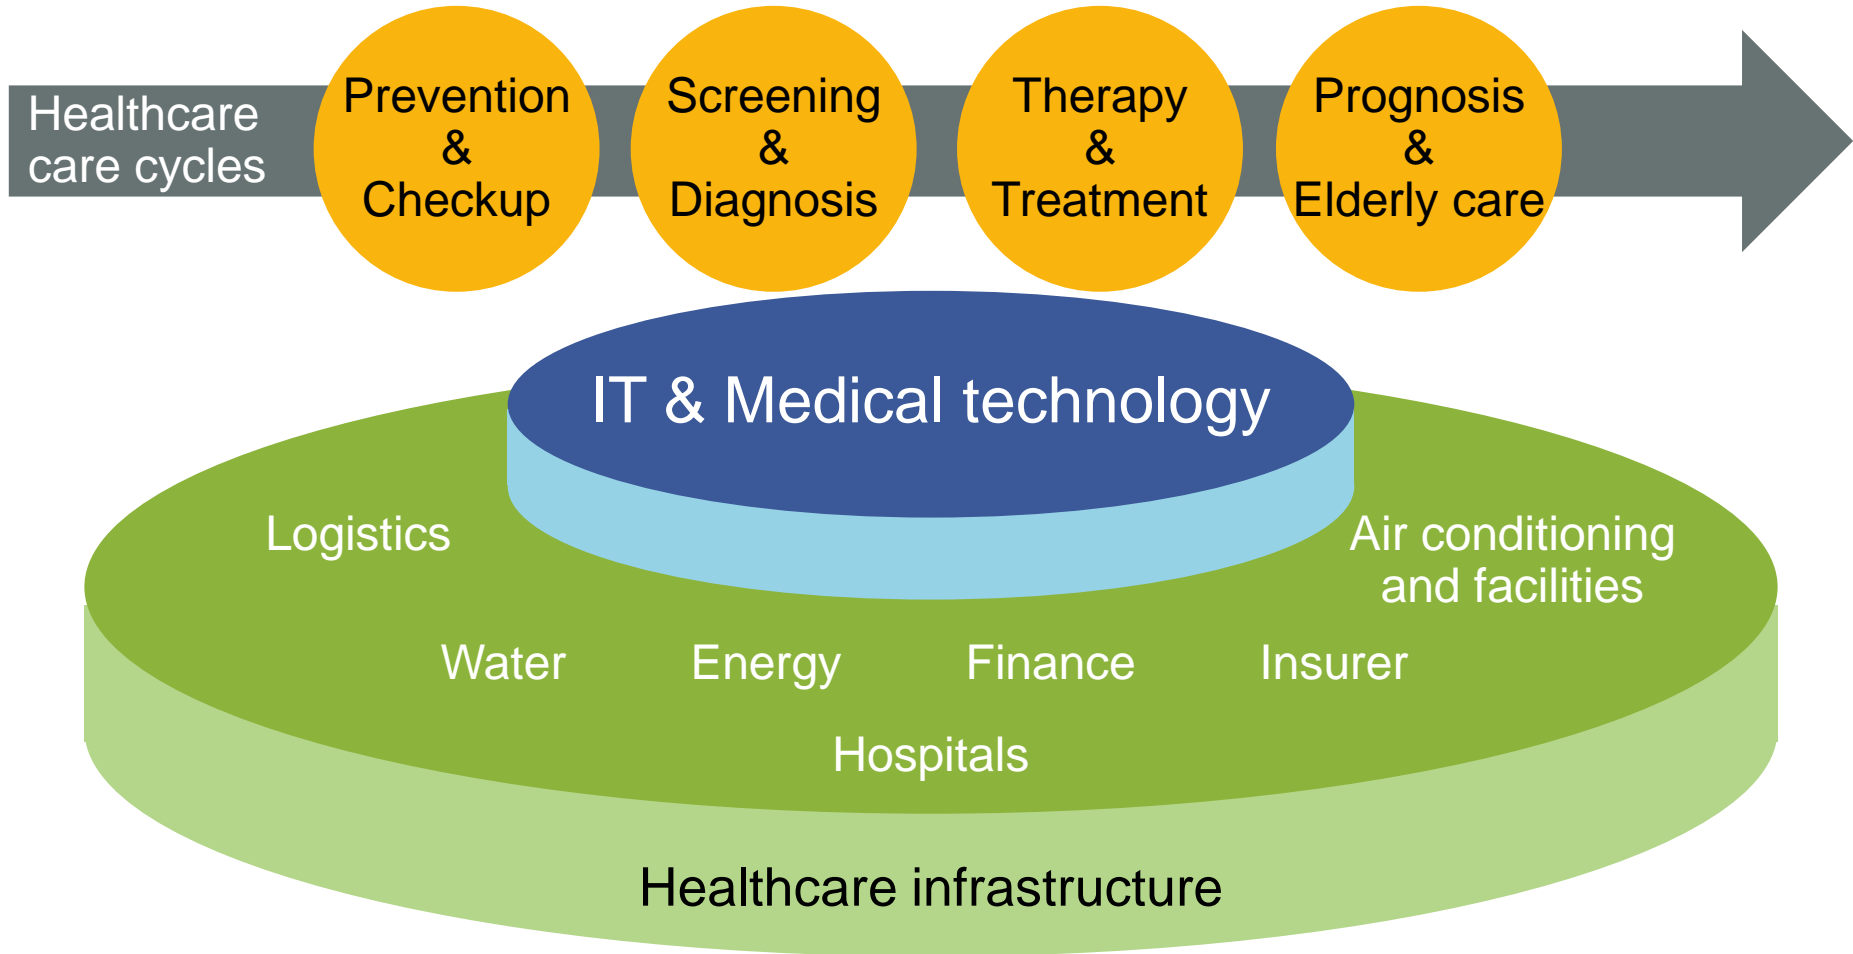 Healthcare
care cycles
Prevention
&
Checkup
Screening
&
Diagnosis
Therapy
&
Treatment
Prognosis
&
Elderly care
IT & Medical technology
Logistics
Air conditioning
and facilities
Water
Energy
Finance
Insurer
Hospitals
Healthcare infrastructure